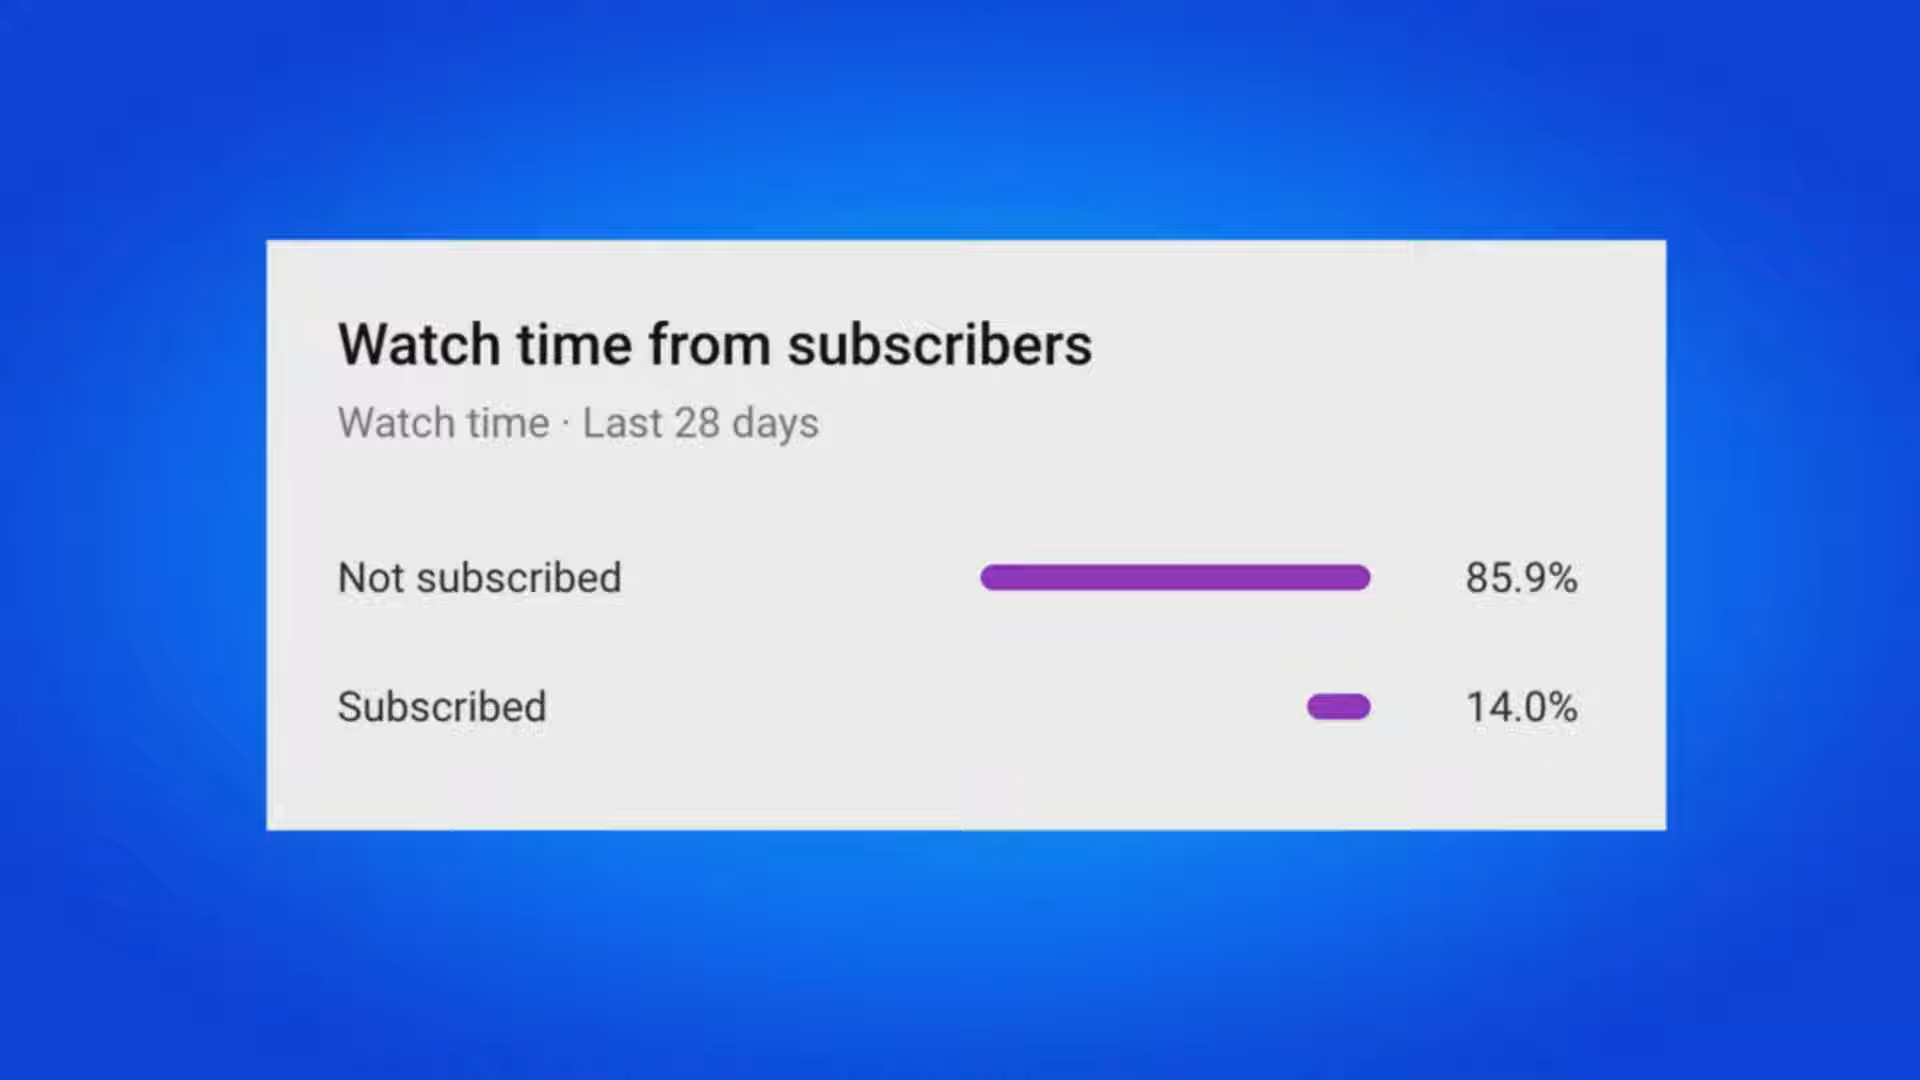 Watch time from subscribers
Watch time · Last 28 days
Not subscribed 85.9%
Subscribed 14.0%